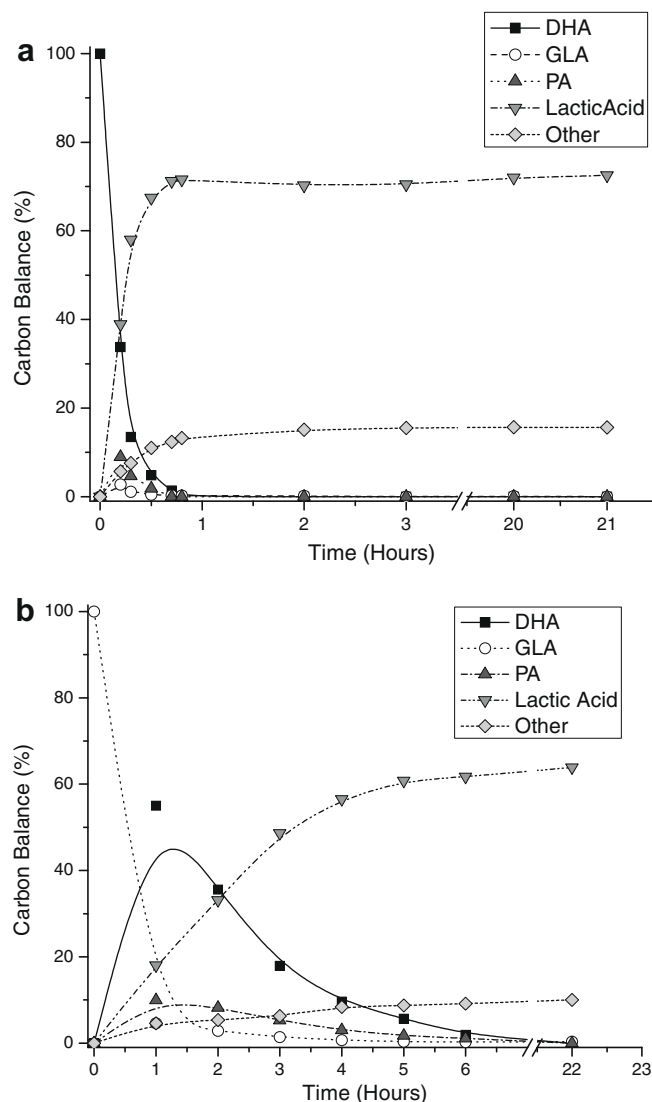 a
DHA
GLA
PA
LacticAcid
Other
Carbon Balance (%)
100
80
60
40
20
0
0 1 2 3 20 21
Time (Hours)
b
DHA
GLA
PA
Lactic Acid
Other
Carbon Balance (%)
100
80
60
40
20
0
0 1 2 3 4 5 6 22 23
Time (Hours)